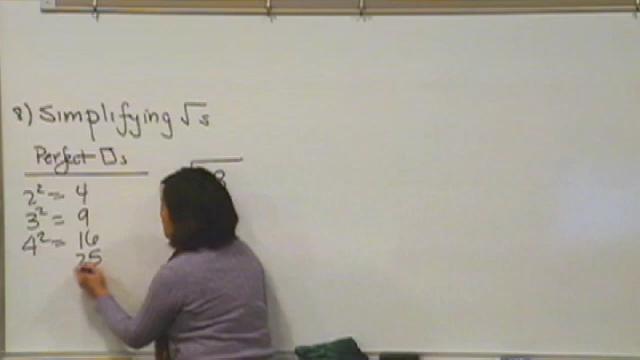 8) Simplifying √s
Perfect □s
2² = 4
3² = 9
4² = 16
25